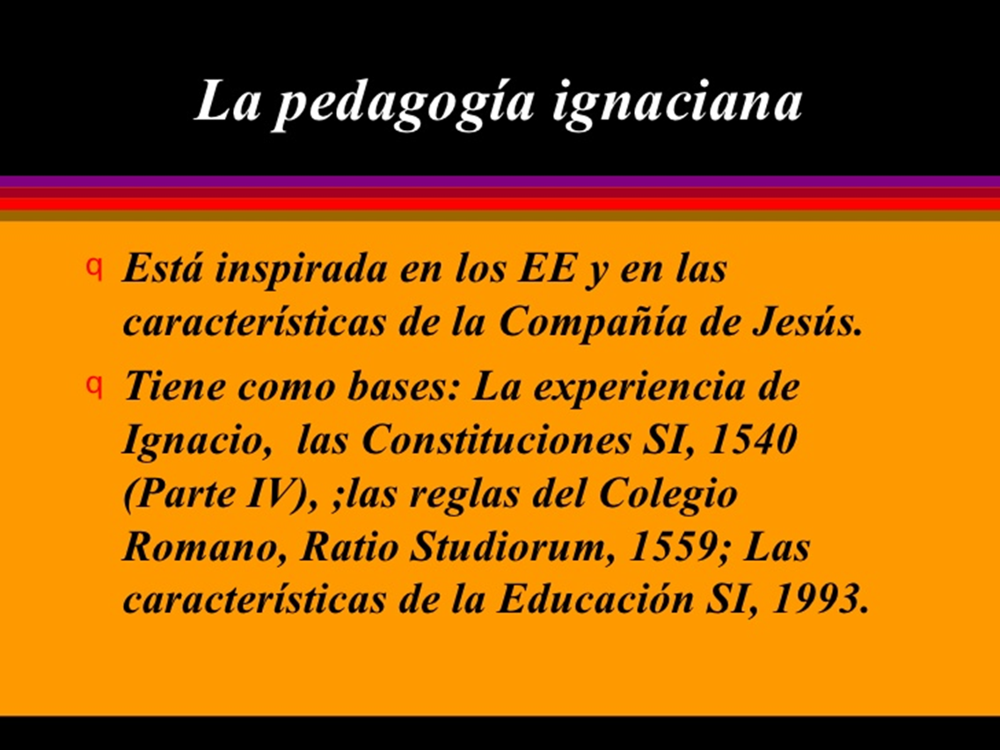 La pedagogía ignaciana
q Está inspirada en los EE y en las
características de la Compañía de Jesús.
q Tiene como bases: La experiencia de
Ignacio,  las Constituciones SI, 1540
(Parte IV), ;las reglas del Colegio
Romano, Ratio Studiorum, 1559; Las
características de la Educación SI, 1993.